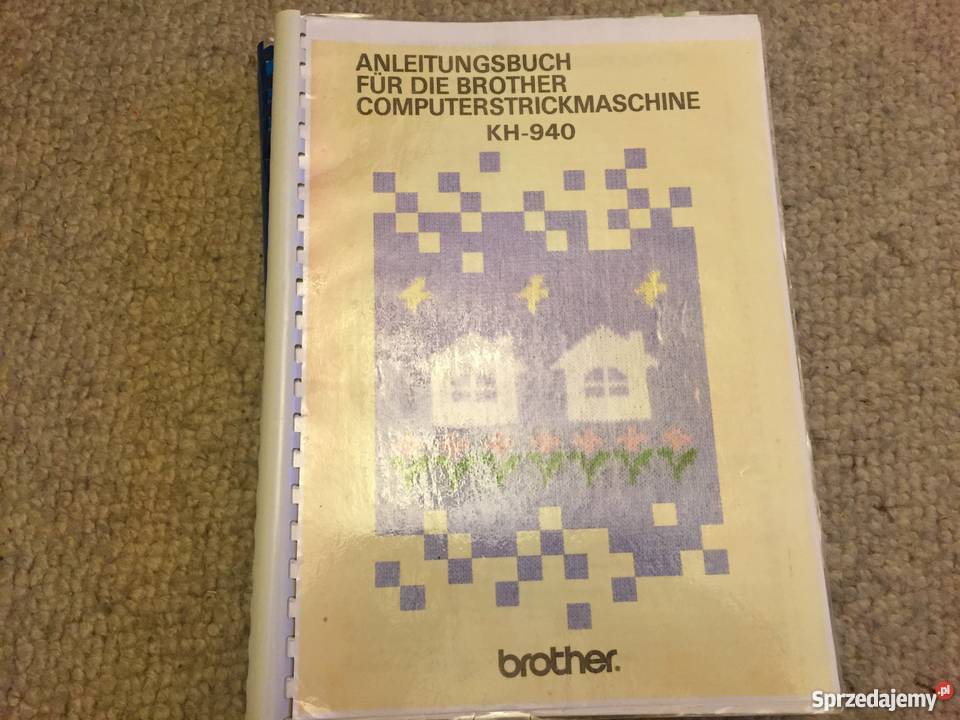 ANLEITUNGSBUCH
FÜR DIE BROTHER
COMPUTERSTRICKMASCHINE
KH-940
brother.
Sprzedajemy.pl